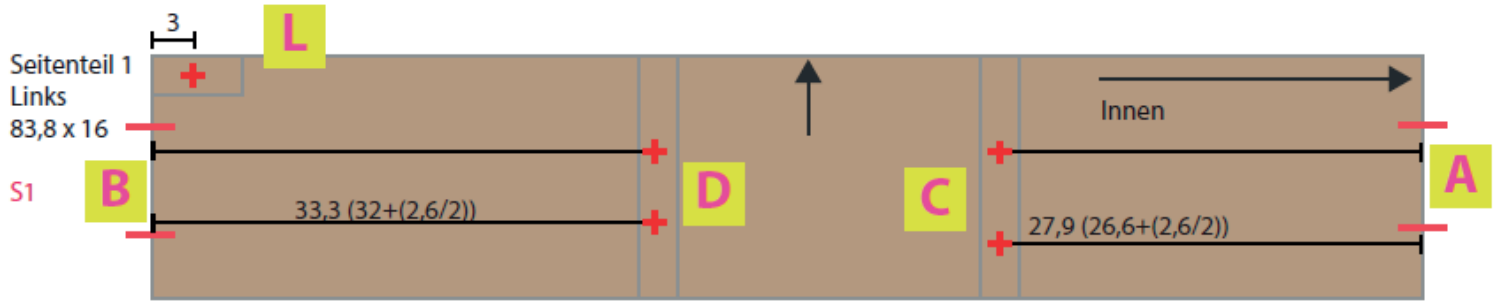 3
L
Seitenteil 1
Links
83,8 x 16
Innen
B
D
C
A
S1
33,3 (32+(2,6/2))
27,9 (26,6+(2,6/2))